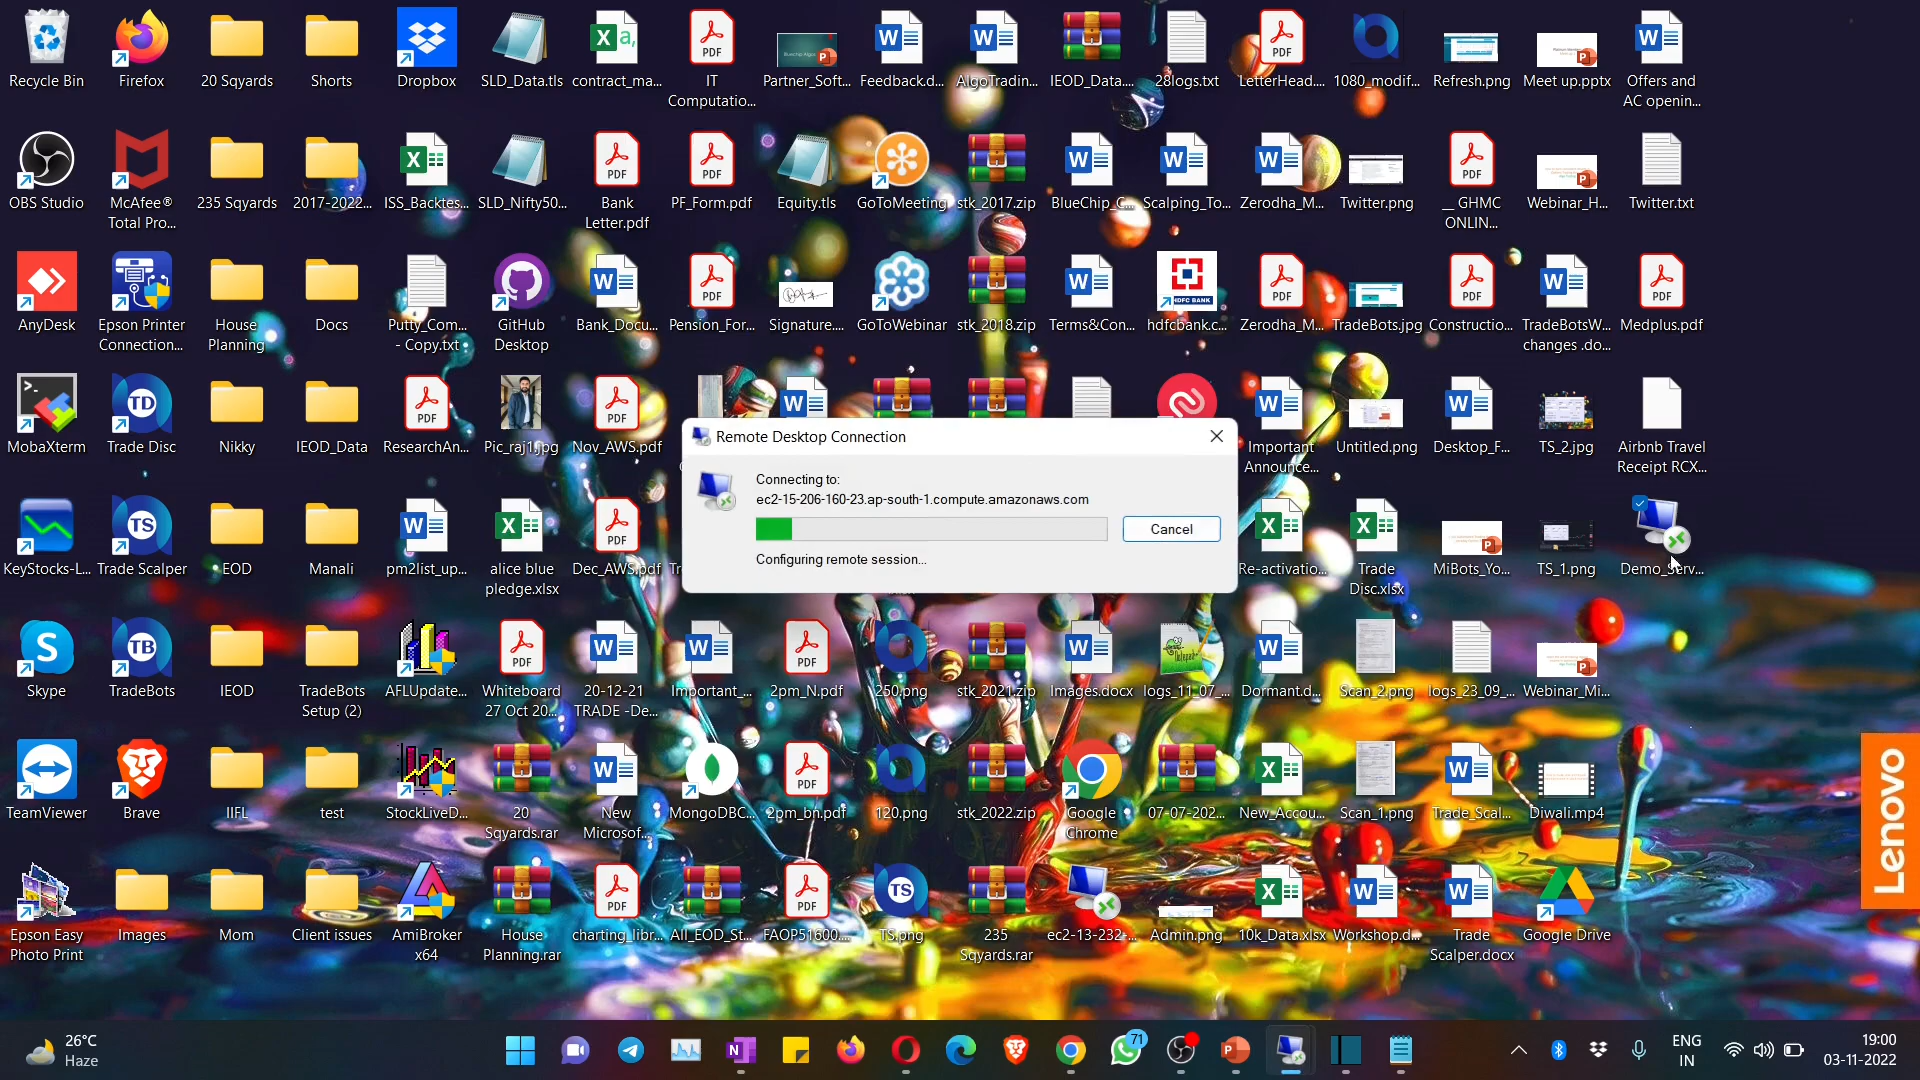 Recycle Bin
Firefox
20 Sqyards
Shorts
Dropbox
SLD_Data.tls
contract_ma...
IT
Computatio...
Partner_Soft...
Feedback.d...
AlgoTradin...
IEOD_Data....
28logs.txt
LetterHead....
1080_modif...
Refresh.png
Meet up.pptx
Offers and
AC openin...
OBS Studio
McAfee®
Total Pro...
235 Sqyards
2017-2022...
ISS_Backtes...
SLD_Nifty50...
Bank
Letter.pdf
PF_Form.pdf
Equity.tls
GoToMeeting
stk_2017.zip
BlueChip_C...
Scalping_To...
Zerodha_M...
Twitter.png
__ GHMC
ONLIN...
Webinar_H...
Twitter.txt
AnyDesk
Epson Printer
Connection...
House
Planning
Docs
Putty_Com...
- Copy.txt
GitHub
Desktop
Bank_Docu...
Pension_For...
Signature....
GoToWebinar
stk_2018.zip
Terms&Con...
HDFC BANK
hdfcbank.c...
Zerodha_M...
TradeBots.jpg
Constructio...
TradeBotsW...
changes .do...
Medplus.pdf
MobaXterm
Trade Disc
Nikky
IEOD_Data
ResearchAn...
Pic_raj1.jpg
Nov_AWS.pdf
Important
Announce...
Untitled.png
Desktop_F...
TS_2.jpg
Airbnb Travel
Receipt RCX...
Remote Desktop Connection
Connecting to:
ec2-15-206-160-23.ap-south-1.compute.amazonaws.com
Cancel
Configuring remote session...
KeyStocks-L...
Trade Scalper
EOD
Manali
pm2list_up...
alice blue
pledge.xlsx
Dec_AWS.pdf
Re-activatio...
Trade
Disc.xlsx
MiBots_Yo...
TS_1.png
Demo_Serv...
Skype
TradeBots
IEOD
TradeBots
Setup (2)
AFLUpdate...
Whiteboard
27 Oct 20...
20-12-21
TRADE -De...
Important_...
2pm_N.pdf
250.png
stk_2021.zip
Images.docx
logs_11_07_...
Dormant.d...
Scan_2.png
logs_23_09_...
Webinar_Mi...
TeamViewer
Brave
IIFL
test
StockLiveD...
20
Sqyards.rar
New
Microsof...
MongoDBC...
2pm_bn.pdf
120.png
stk_2022.zip
Google
Chrome
07-07-202...
New_Accou...
Scan_1.png
Trade_Scal...
Diwali.mp4
Lenovo
Epson Easy
Photo Print
Images
Mom
Client issues
AmiBroker
x64
House
Planning.rar
charting_libr...
All_EOD_St...
FAOP51600....
TS.png
235
Sqyards.rar
ec2-13-232-...
Admin.png
10k_Data.xlsx
Workshop.d...
Trade
Scalper.docx
Google Drive
26°C
Haze
71
ENG
IN
19:00
03-11-2022